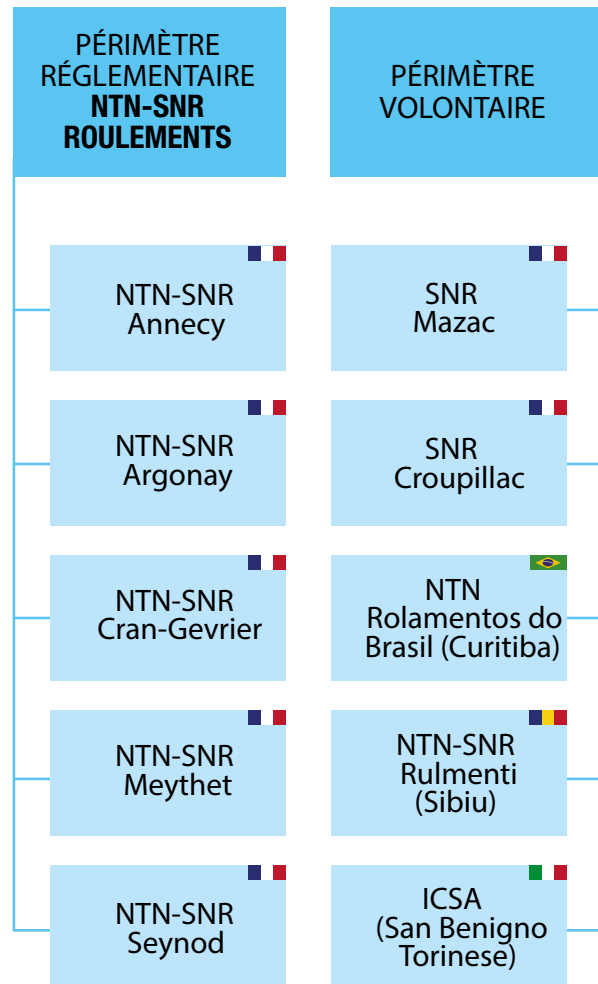 PÉRIMÈTRE
RÉGLEMENTAIRE
NTN-SNR
ROULEMENTS
NTN-SNR
Annecy
NTN-SNR
Argonay
NTN-SNR
Cran-Gevrier
NTN-SNR
Meythet
NTN-SNR
Seynod
PÉRIMÈTRE
VOLONTAIRE
SNR
Mazac
SNR
Croupillac
NTN
Rolamentos do
Brasil (Curitiba)
NTN-SNR
Rulmenti
(Sibiu)
ICSA
(San Benigno
Torinese)